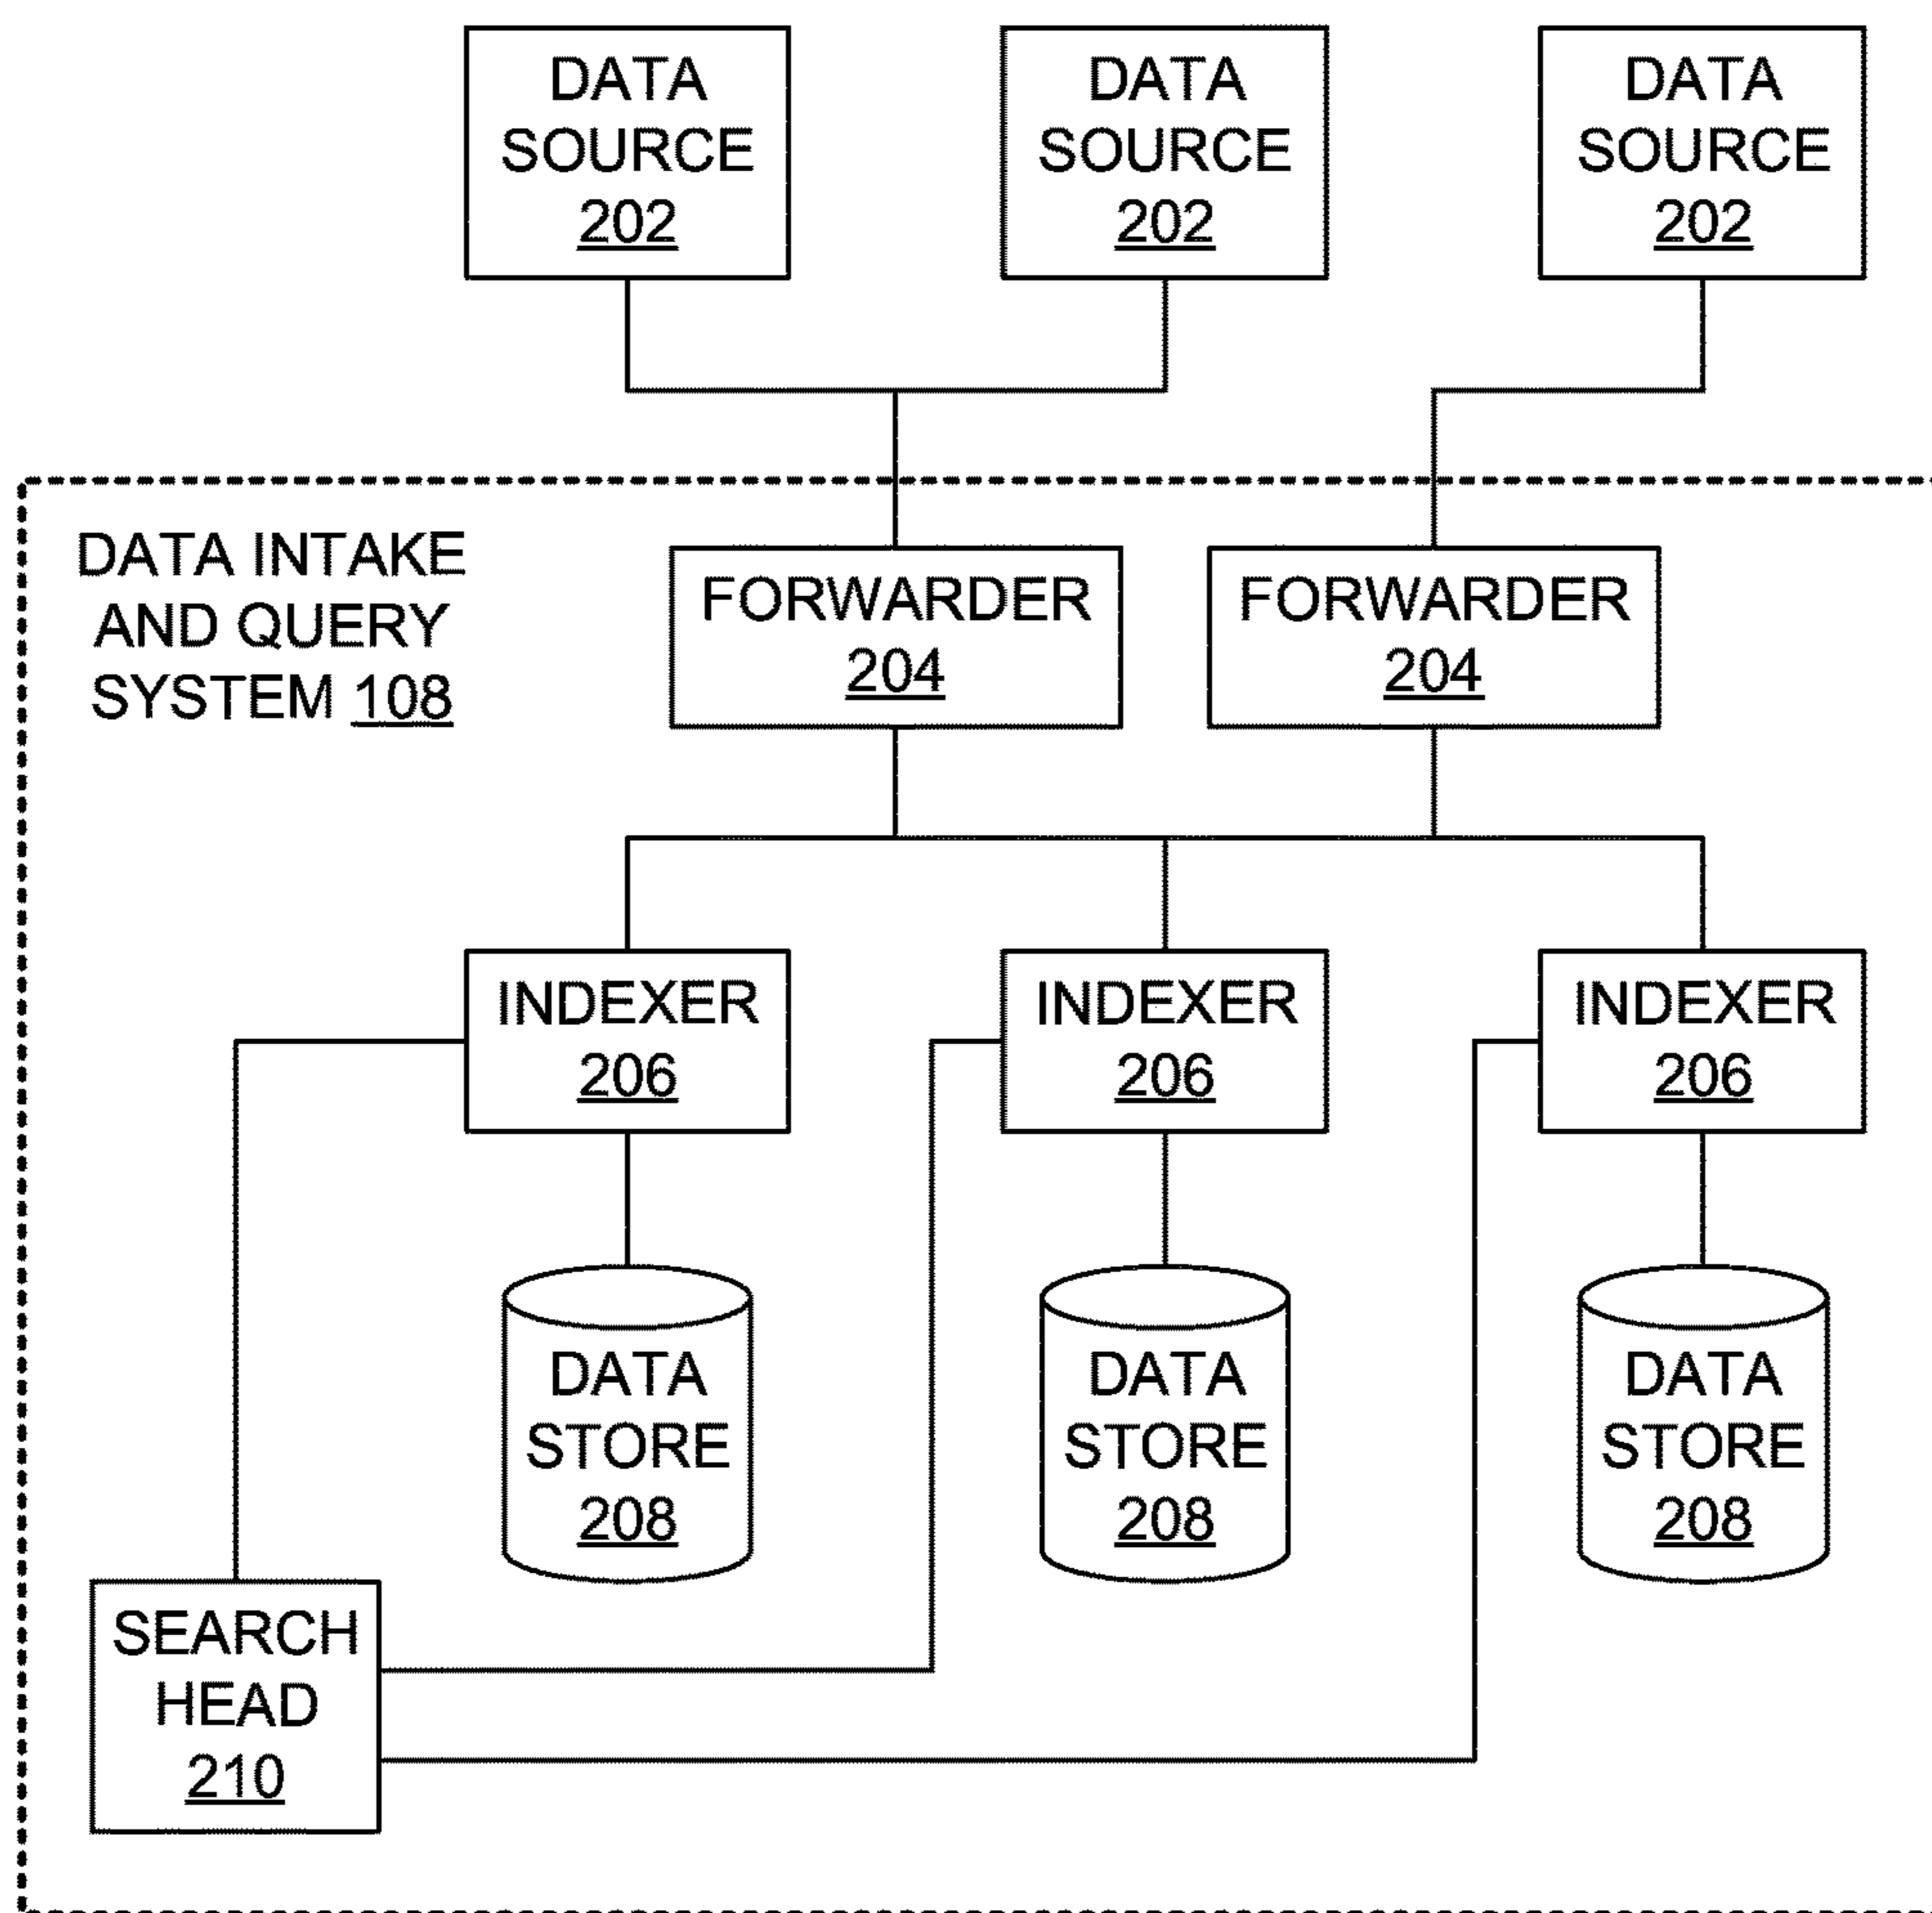 DATA
SOURCE
202
DATA
SOURCE
202
DATA
SOURCE
202
DATA INTAKE
AND QUERY
SYSTEM 108
FORWARDER
204
FORWARDER
204
INDEXER
206
INDEXER
206
INDEXER
206
DATA
STORE
208
DATA
STORE
208
DATA
STORE
208
SEARCH
HEAD
210